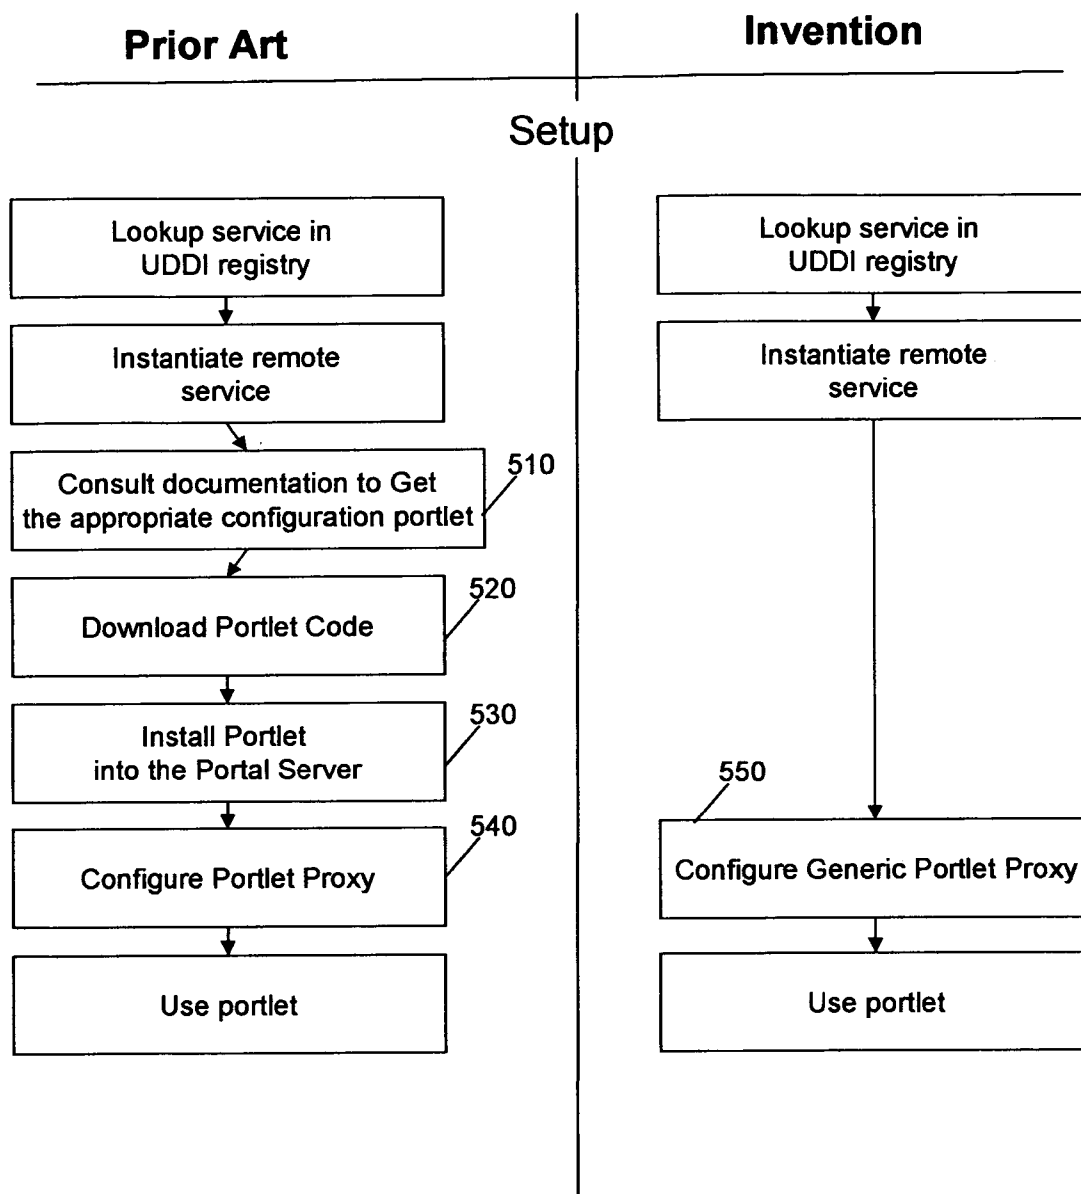 Prior Art
Invention
Setup
Lookup service in
UDDI registry
Instantiate remote
service
Consult documentation to Get
the appropriate configuration portlet
510
Download Portlet Code
520
Install Portlet
into the Portal Server
530
Configure Portlet Proxy
540
Use portlet
Lookup service in
UDDI registry
Instantiate remote
service
550
Configure Generic Portlet Proxy
Use portlet